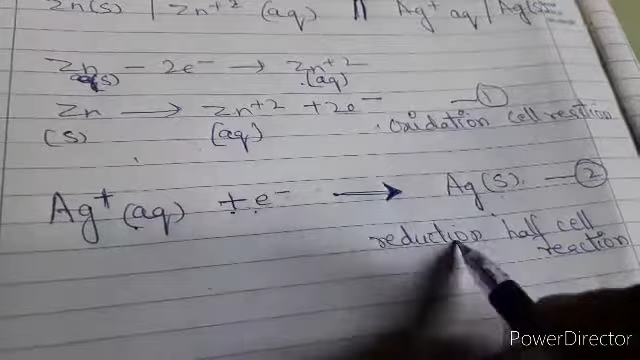 Zn(s) | Zn+2 (aq) || Ag+ aq | Ag(s)
Zn(s) - 2e- → Zn+2 (aq)
Zn → Zn+2 + 2e- — ①
(s) (aq) oxidation cell reaction
Ag+ (aq) + e- → Ag(s). — ②
reduction half cell
reaction
PowerDirector